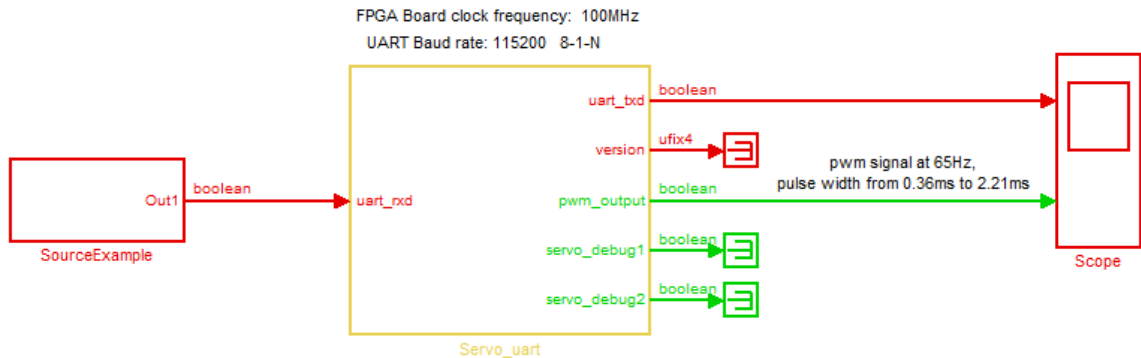 FPGA Board clock frequency: 100MHz
UART Baud rate: 115200 8-1-N
uart_txd
boolean
version
ufix4
pwm signal at 65Hz,
pulse width from 0.36ms to 2.21ms
Out1
boolean
uart_rxd
pwm_output
boolean
servo_debug1
boolean
servo_debug2
boolean
SourceExample
Scope
Servo_uart